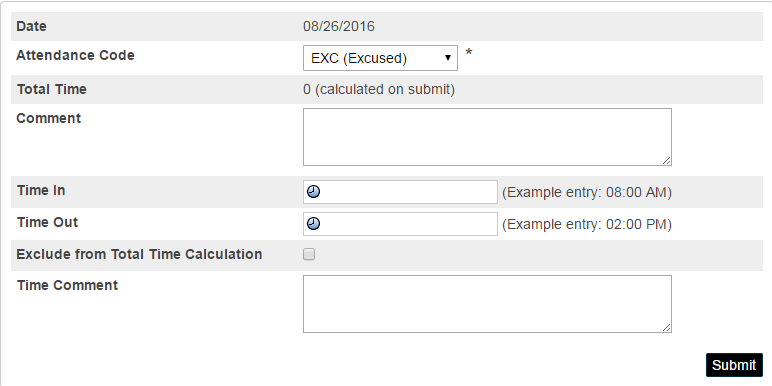 Date 08/26/2016
Attendance Code EXC (Excused) *
Total Time 0 (calculated on submit)
Comment
Time In (Example entry: 08:00 AM)
Time Out (Example entry: 02:00 PM)
Exclude from Total Time Calculation
Time Comment
Submit